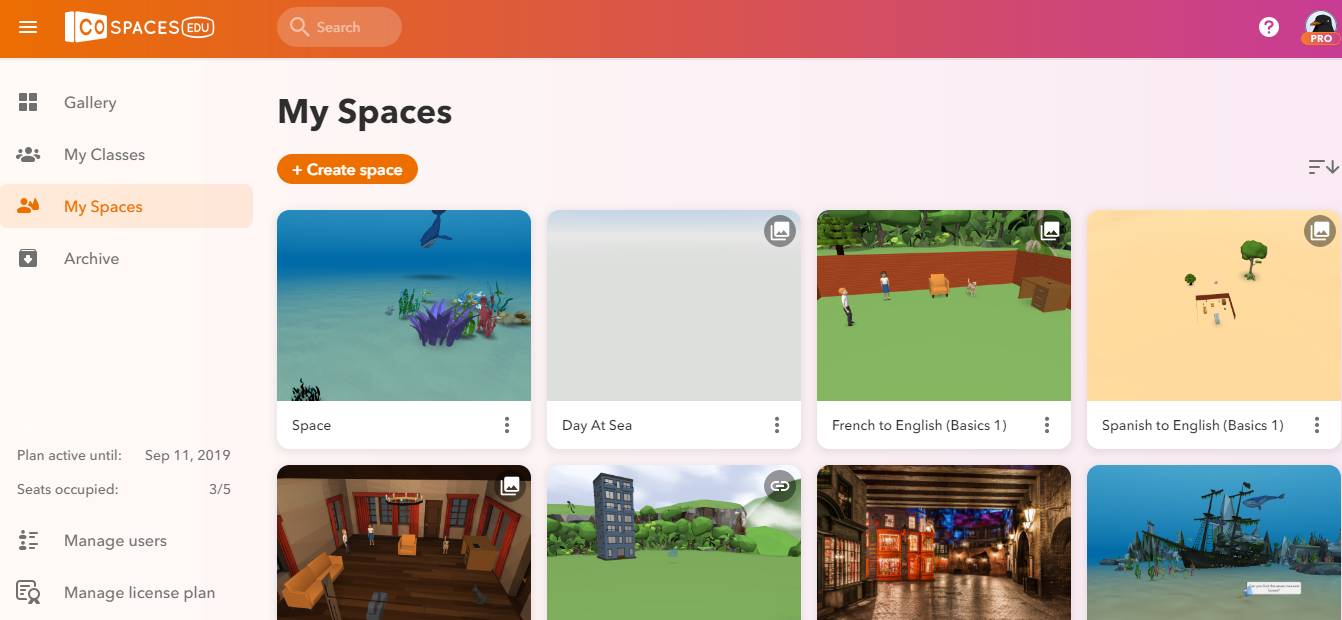 COSPACES EDU
Search
?
PRO
Gallery
My Classes
My Spaces
Archive
Plan active until: Sep 11, 2019
Seats occupied: 3/5
Manage users
Manage license plan
My Spaces
+ Create space
Space
Day At Sea
French to English (Basics 1)
Spanish to English (Basics 1)